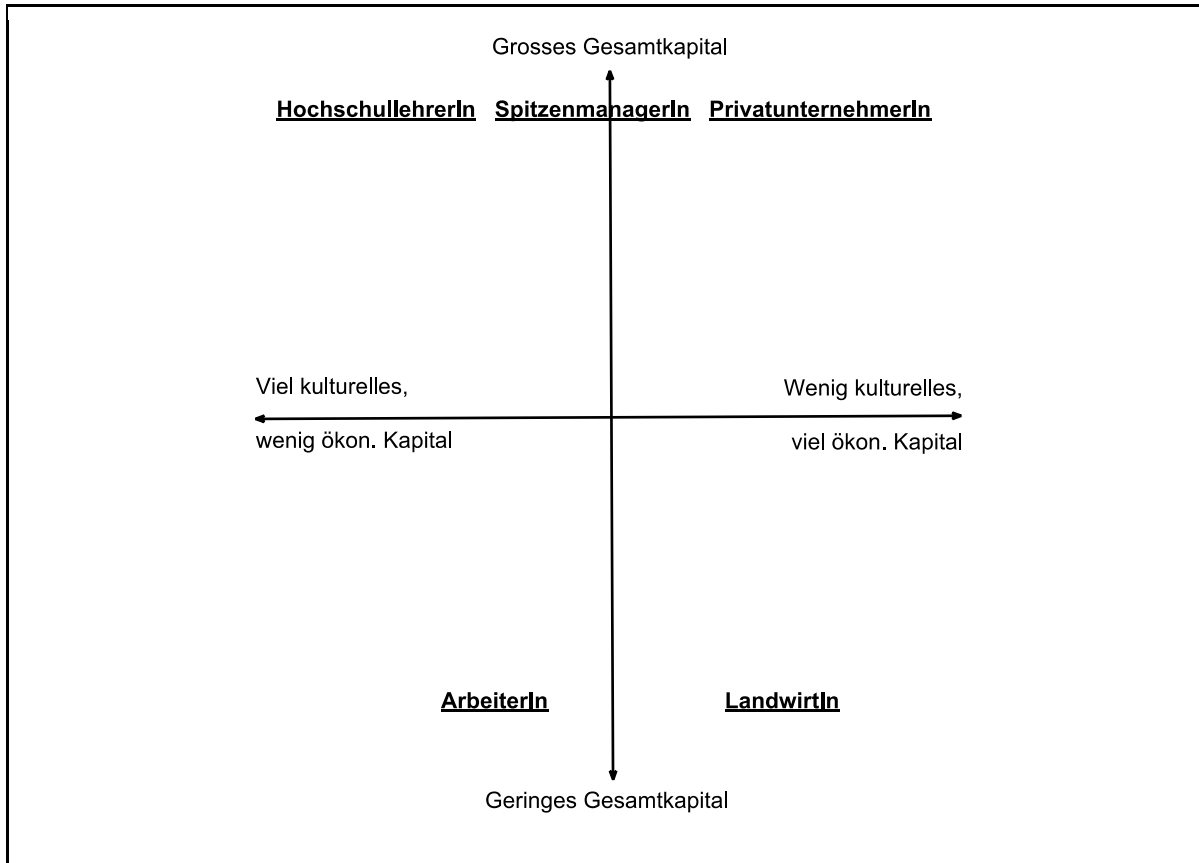 Grosses Gesamtkapital
HochschullehrerIn SpitzenmanagerIn PrivatunternehmerIn
Viel kulturelles,
wenig ökon. Kapital
Wenig kulturelles,
viel ökon. Kapital
ArbeiterIn LandwirtIn
Geringes Gesamtkapital